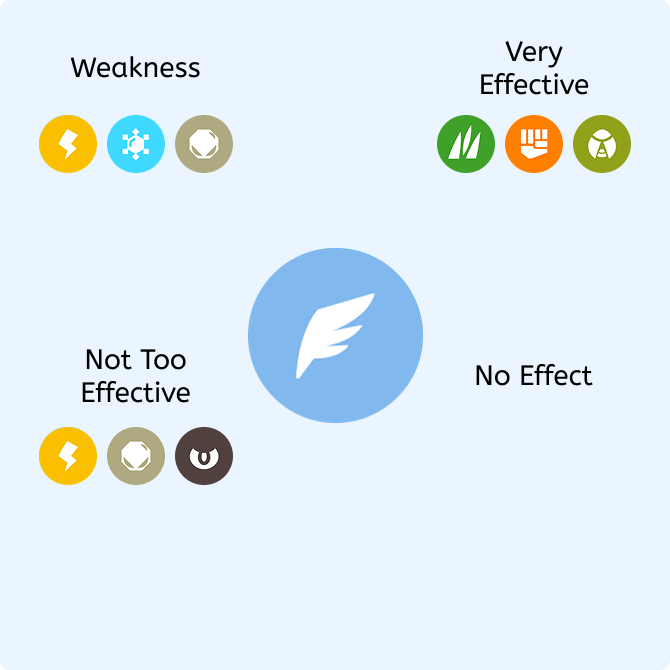 Weakness
Very
Effective
Not Too
Effective
No Effect